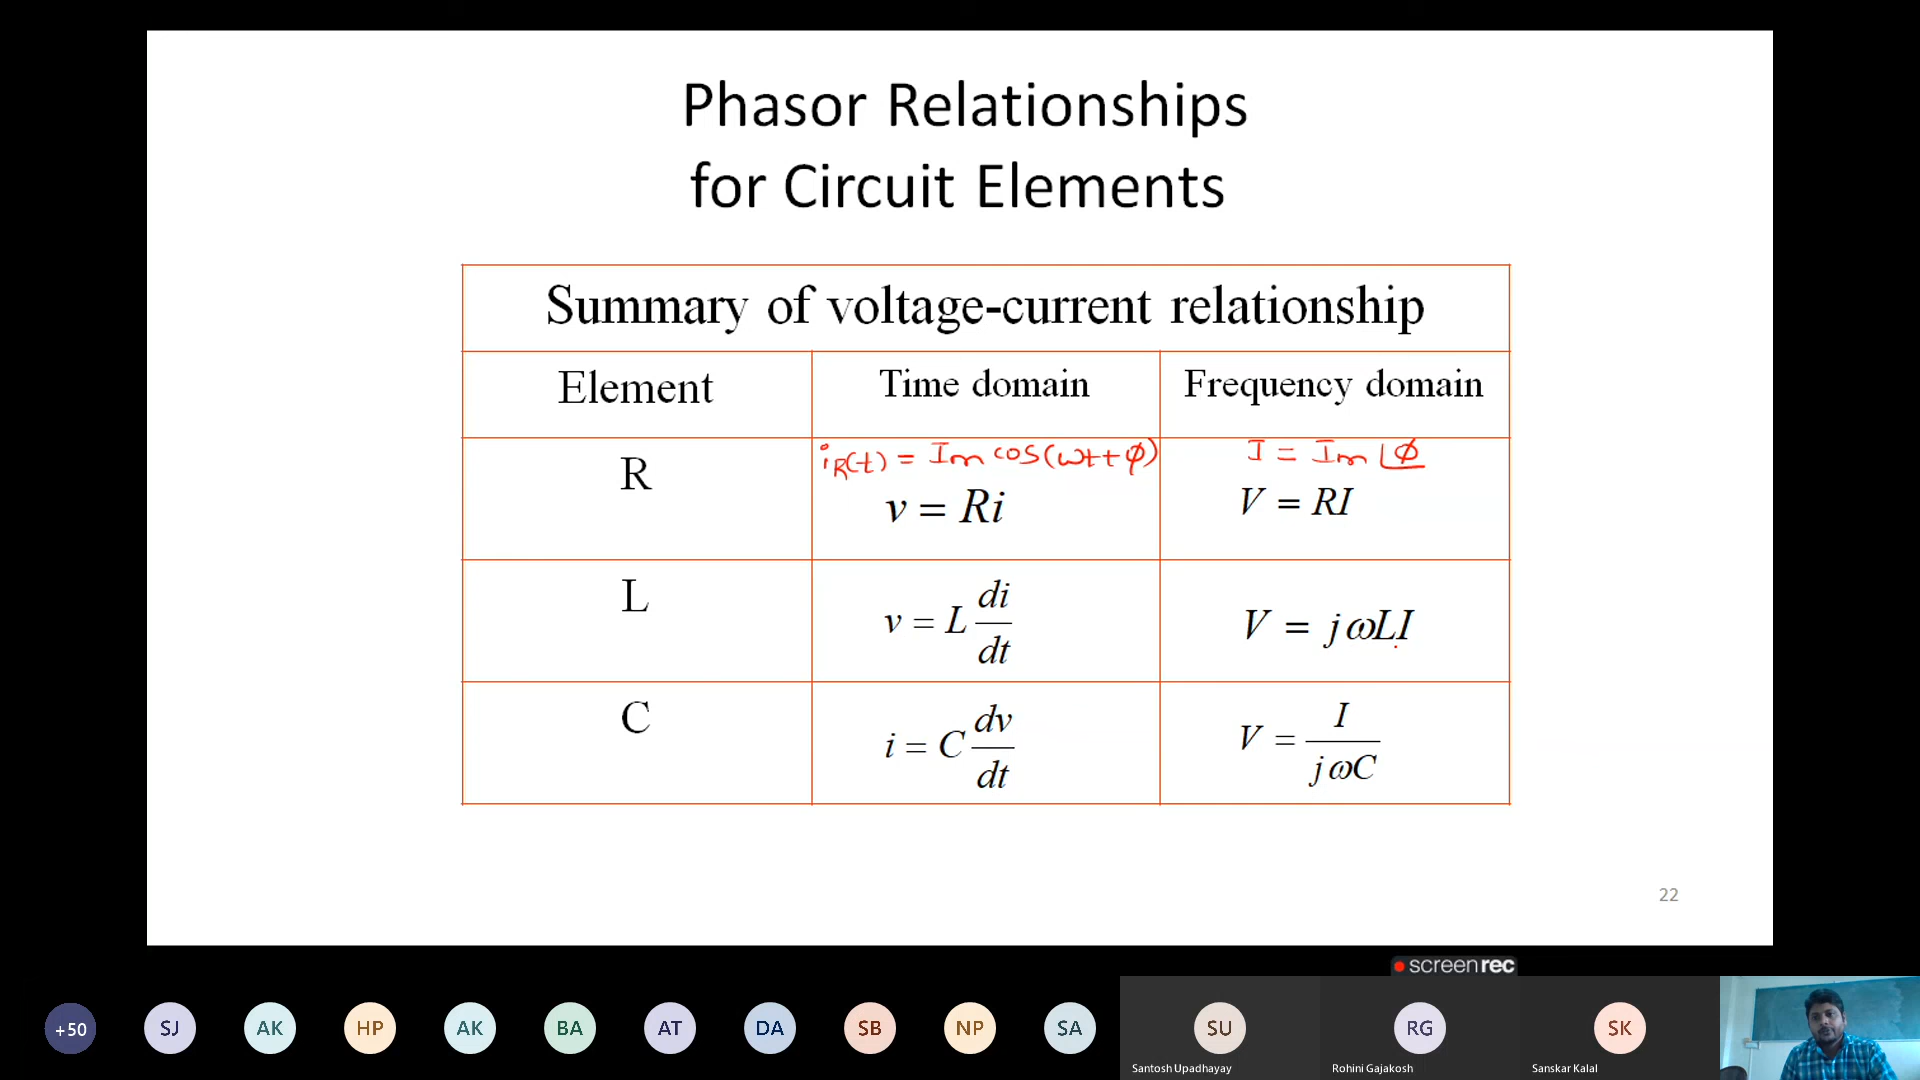 Phasor Relationships
for Circuit Elements
Summary of voltage-current relationship
Element Time domain Frequency domain
R
i_R(t) = Im cos(ωt+ϕ)
v = Ri
I = Im∠ϕ
V = RI
L
v = L di/dt
V = jωLI
C
i = C dv/dt
V = I/jωC
22
screenrec
+50 SJ AK HP AK BA AT DA SB NP SA SU RG SK
Santosh Upadhayay Rohini Gajakosh Sanskar Kalal